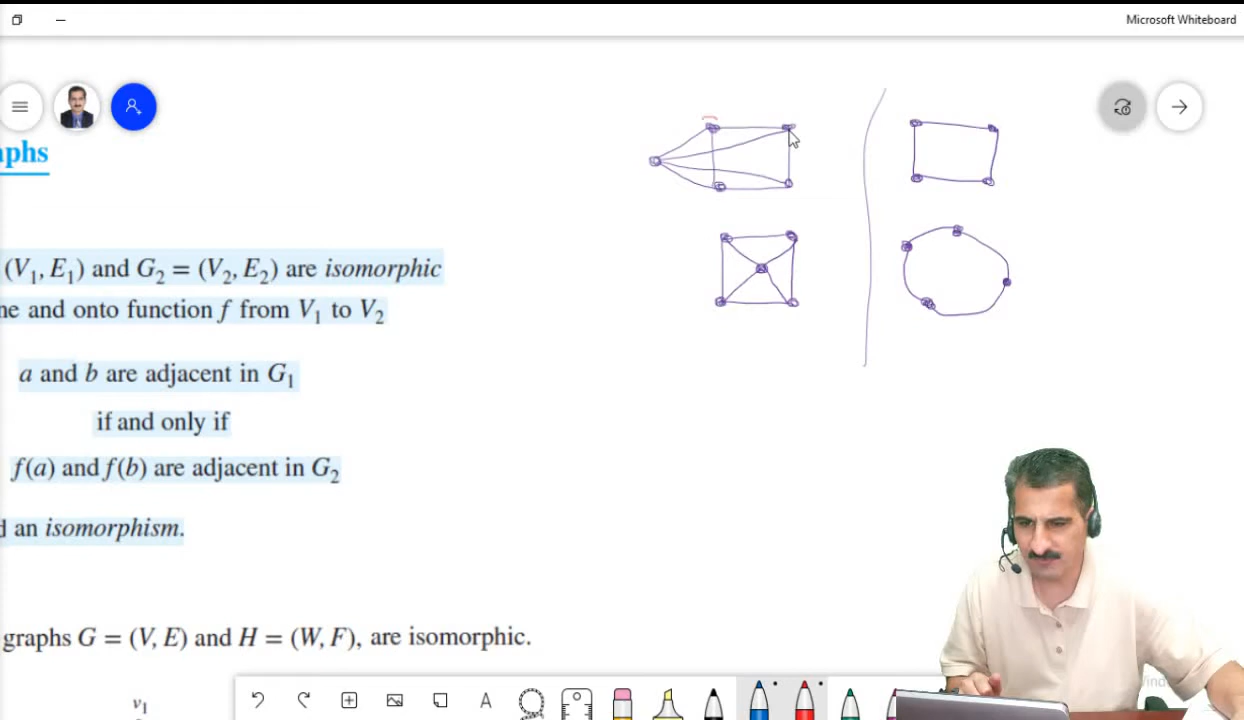 Microsoft Whiteboard
phs
(V₁, E₁) and G₂ = (V₂, E₂) are isomorphic
ne and onto function f from V₁ to V₂
a and b are adjacent in G₁
if and only if
f(a) and f(b) are adjacent in G₂
d an isomorphism.
graphs G = (V, E) and H = (W, F), are isomorphic.
v₁
A